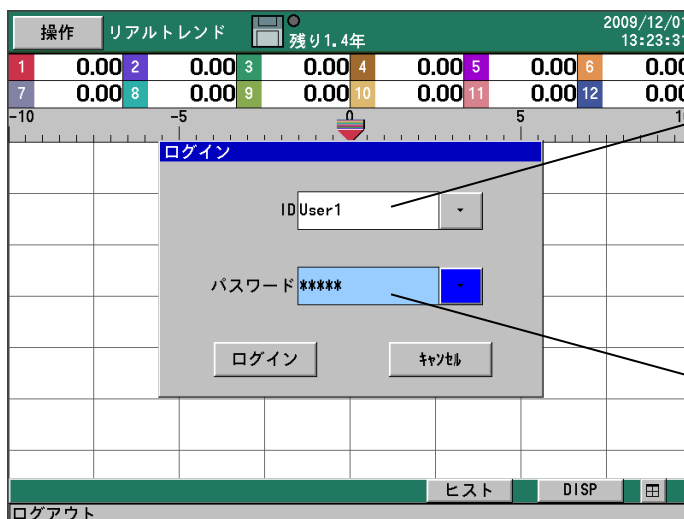 操作 リアルトレンド 残り1.4年 2009/12/01
13:23:31
1 0.00 2 0.00 3 0.00 4 0.00 5 0.00 6 0.00
7 0.00 8 0.00 9 0.00 10 0.00 11 0.00 12 0.00
-10 -5 0 5 1
ログイン
ID User1
パスワード *****
ログイン ｷｬﾝｾﾙ
ヒスト DISP
ログアウト